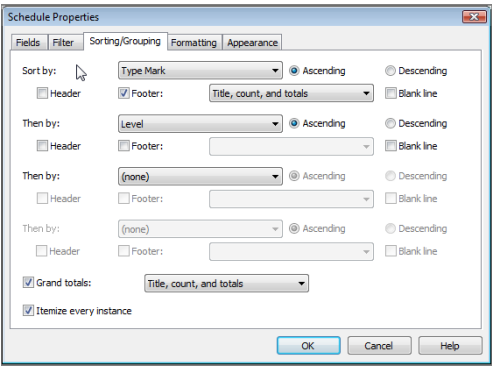 Schedule Properties
Fields Filter Sorting/Grouping Formatting Appearance
Sort by: Type Mark Ascending Descending
Header Footer: Title, count, and totals Blank line
Then by: Level Ascending Descending
Header Footer: Blank line
Then by: (none) Ascending Descending
Header Footer: Blank line
Then by: (none) Ascending Descending
Header Footer: Blank line
Grand totals: Title, count, and totals
Itemize every instance
OK Cancel Help